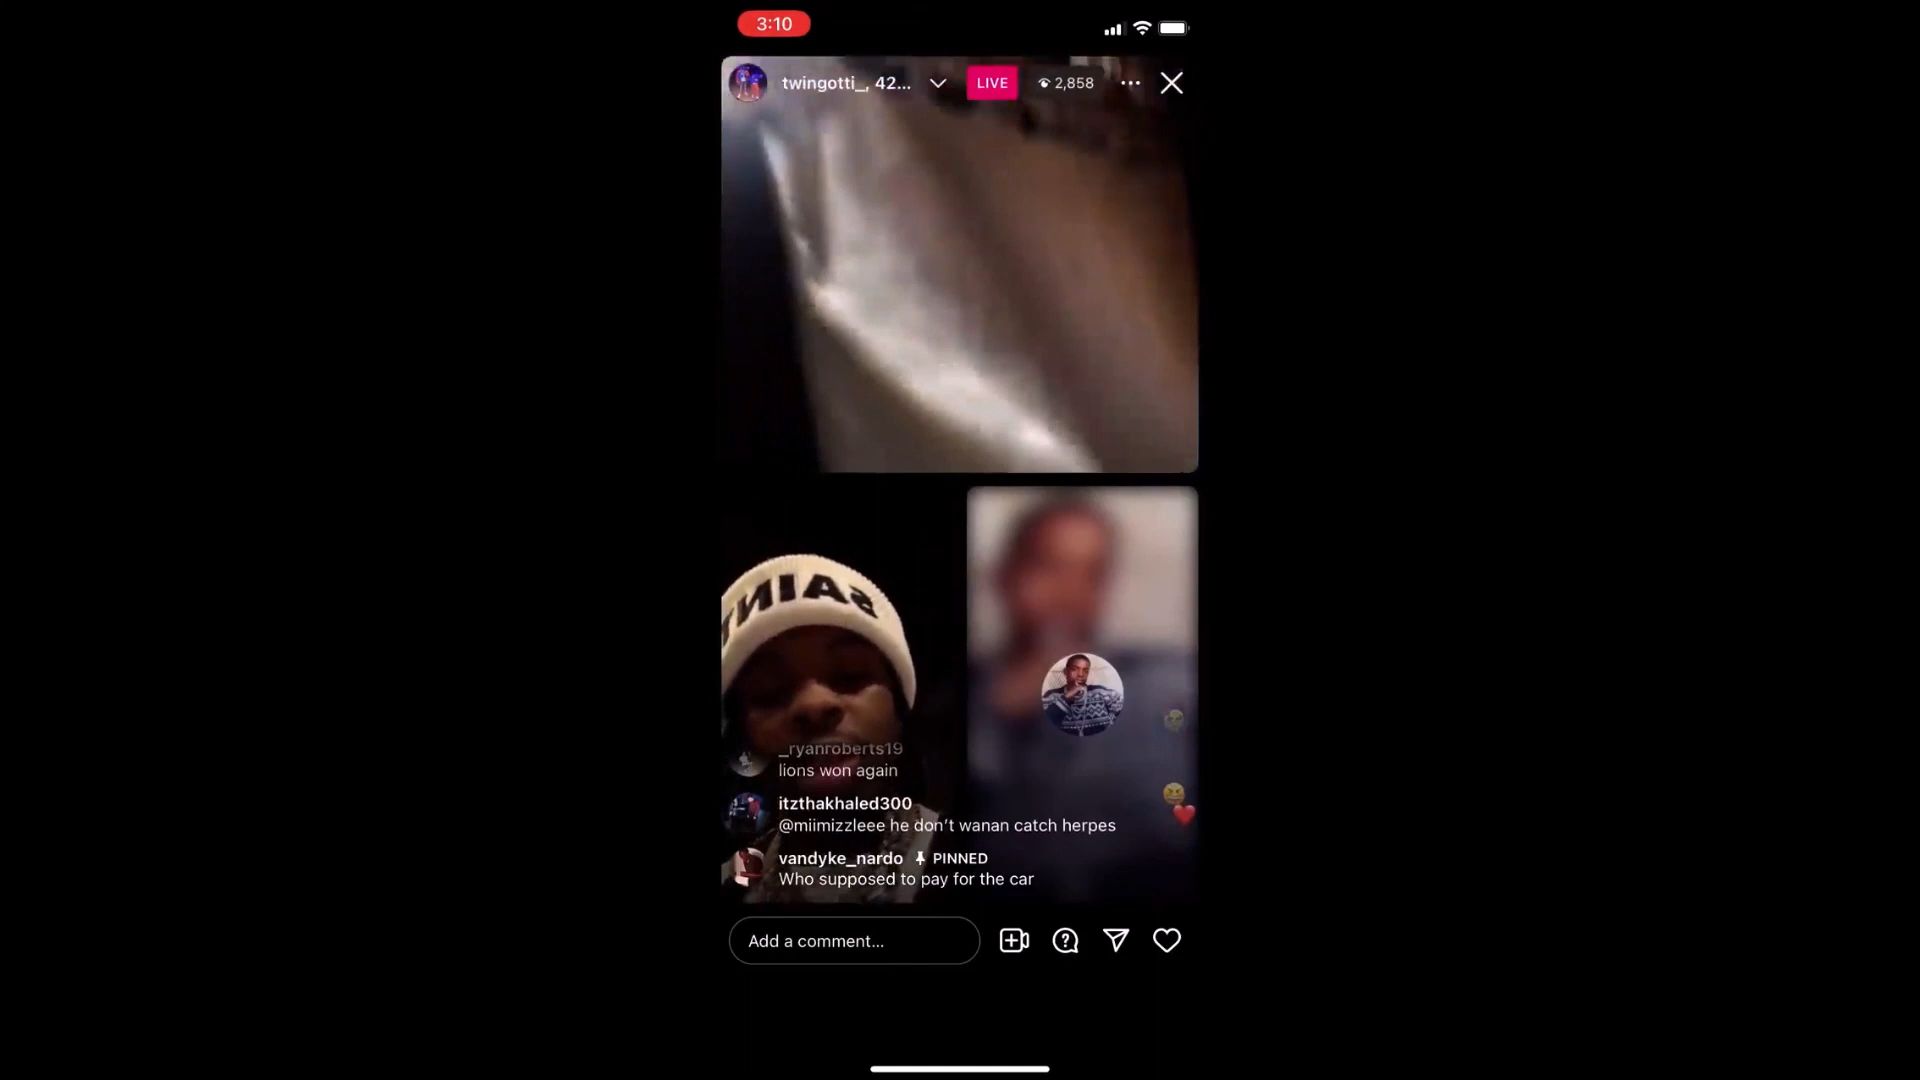 3:10
twingotti_, 42...
LIVE
2,858
SAINT
_ryanroberts19
lions won again
itzthakhaled300
@miimizzleee he don't wanan catch herpes
vandyke_nardo PINNED
Who supposed to pay for the car
Add a comment...